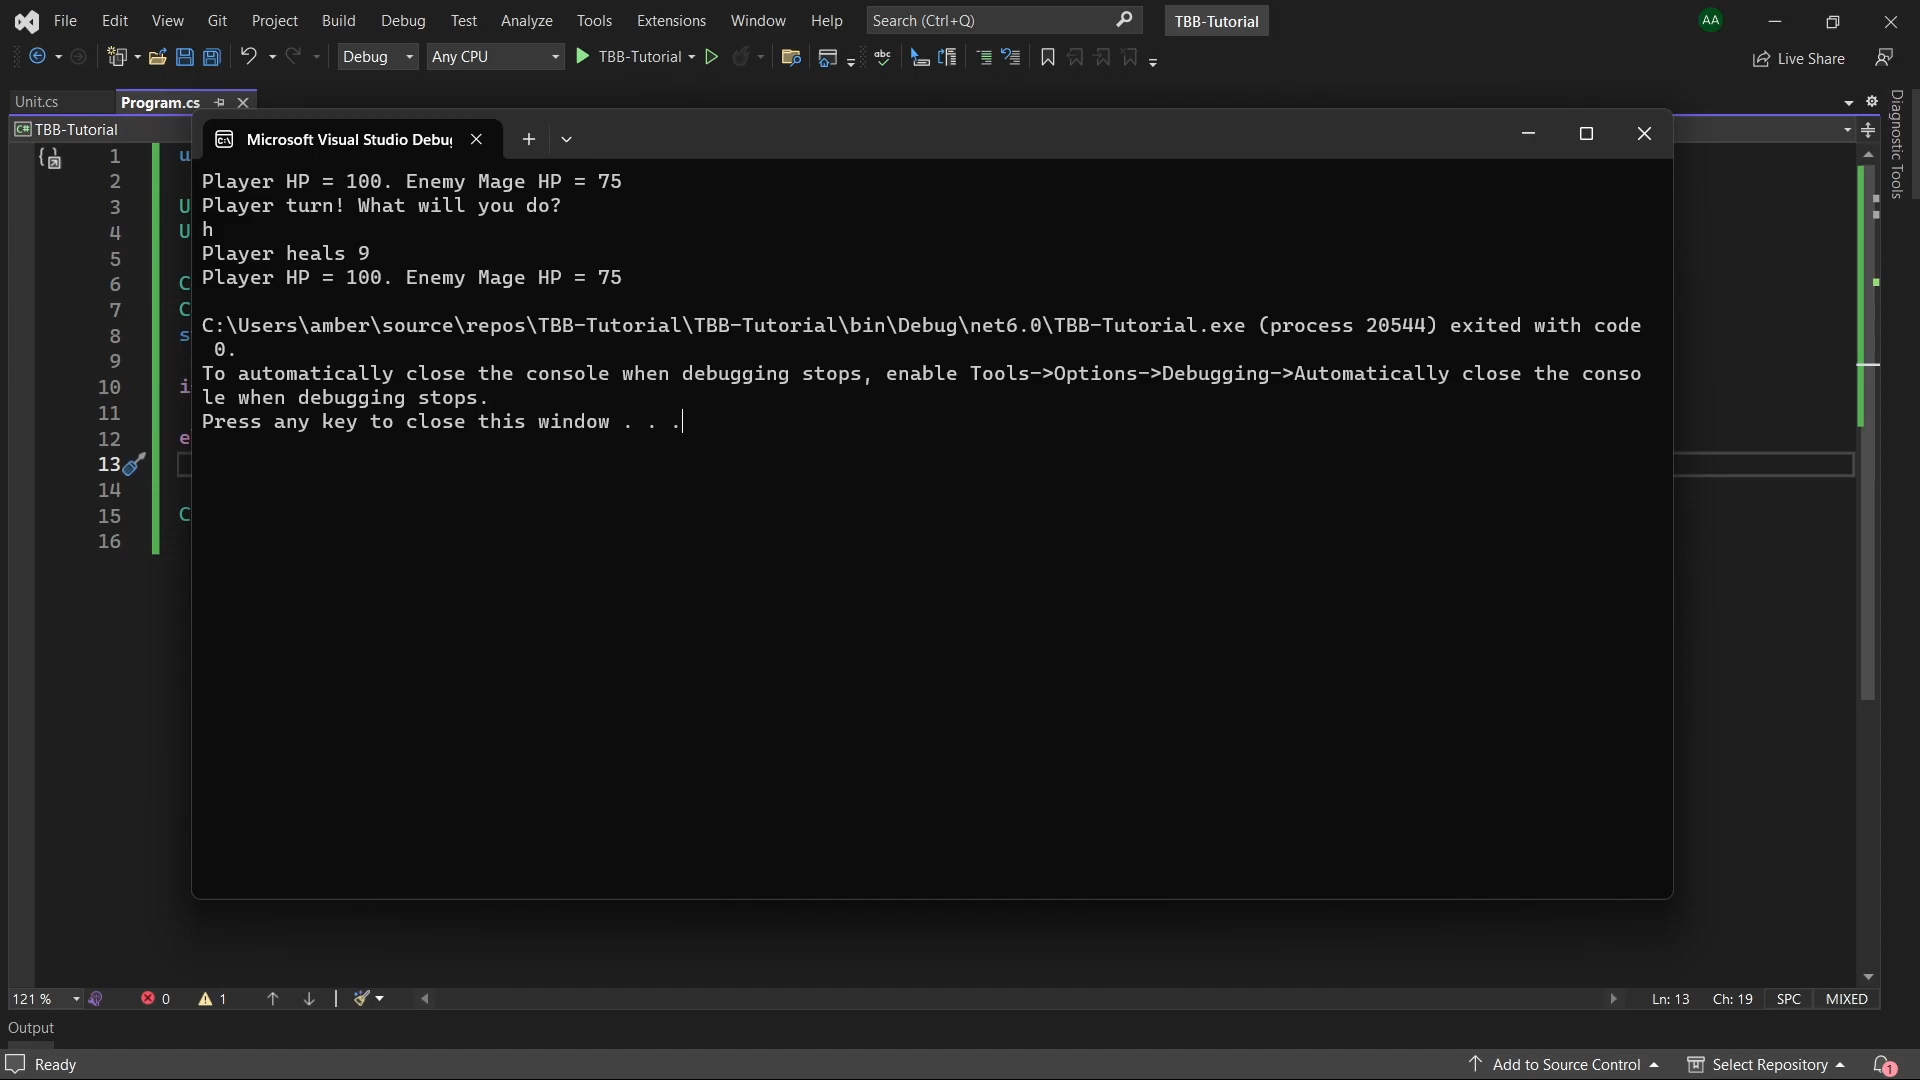 File Edit View Git Project Build Debug Test Analyze Tools Extensions Window Help Search (Ctrl+Q) TBB-Tutorial AA
Debug Any CPU TBB-Tutorial Live Share
Unit.cs Program.cs
C# TBB-Tutorial
Microsoft Visual Studio Debug
Diagnostic Tools
1 u
2
3 U
4 U
5
6 C
7 C
8 s
9
10 i
11
12 e
13
14
15 C
16
Player HP = 100. Enemy Mage HP = 75
Player turn! What will you do?
h
Player heals 9
Player HP = 100. Enemy Mage HP = 75
C:\Users\amber\source\repos\TBB-Tutorial\TBB-Tutorial\bin\Debug\net6.0\TBB-Tutorial.exe (process 20544) exited with code
0.
To automatically close the console when debugging stops, enable Tools->Options->Debugging->Automatically close the conso
le when debugging stops.
Press any key to close this window . . .
121 % 0 1 Ln: 13 Ch: 19 SPC MIXED
Output
Ready Add to Source Control Select Repository 1